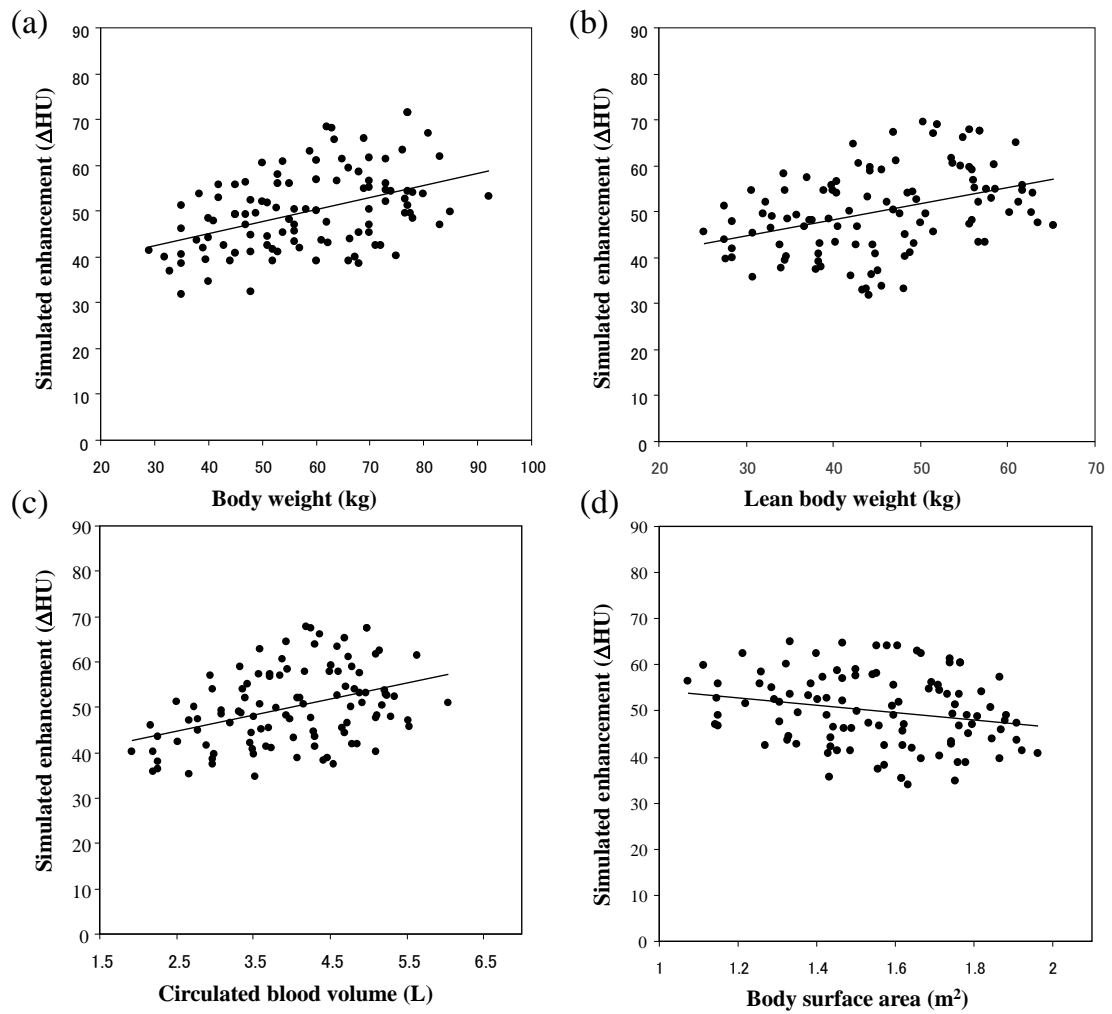 (a)
90
80
70
60
50
40
30
20
10
0
Simulated enhancement (ΔHU)
20 30 40 50 60 70 80 90 100
Body weight (kg)
(b)
90
80
70
60
50
40
30
20
10
0
Simulated enhancement (ΔHU)
20 30 40 50 60 70
Lean body weight (kg)
(c)
90
80
70
60
50
40
30
20
10
0
Simulated enhancement (ΔHU)
1.5 2.5 3.5 4.5 5.5 6.5
Circulated blood volume (L)
(d)
90
80
70
60
50
40
30
20
10
0
Simulated enhancement (ΔHU)
1 1.2 1.4 1.6 1.8 2
Body surface area (m²)